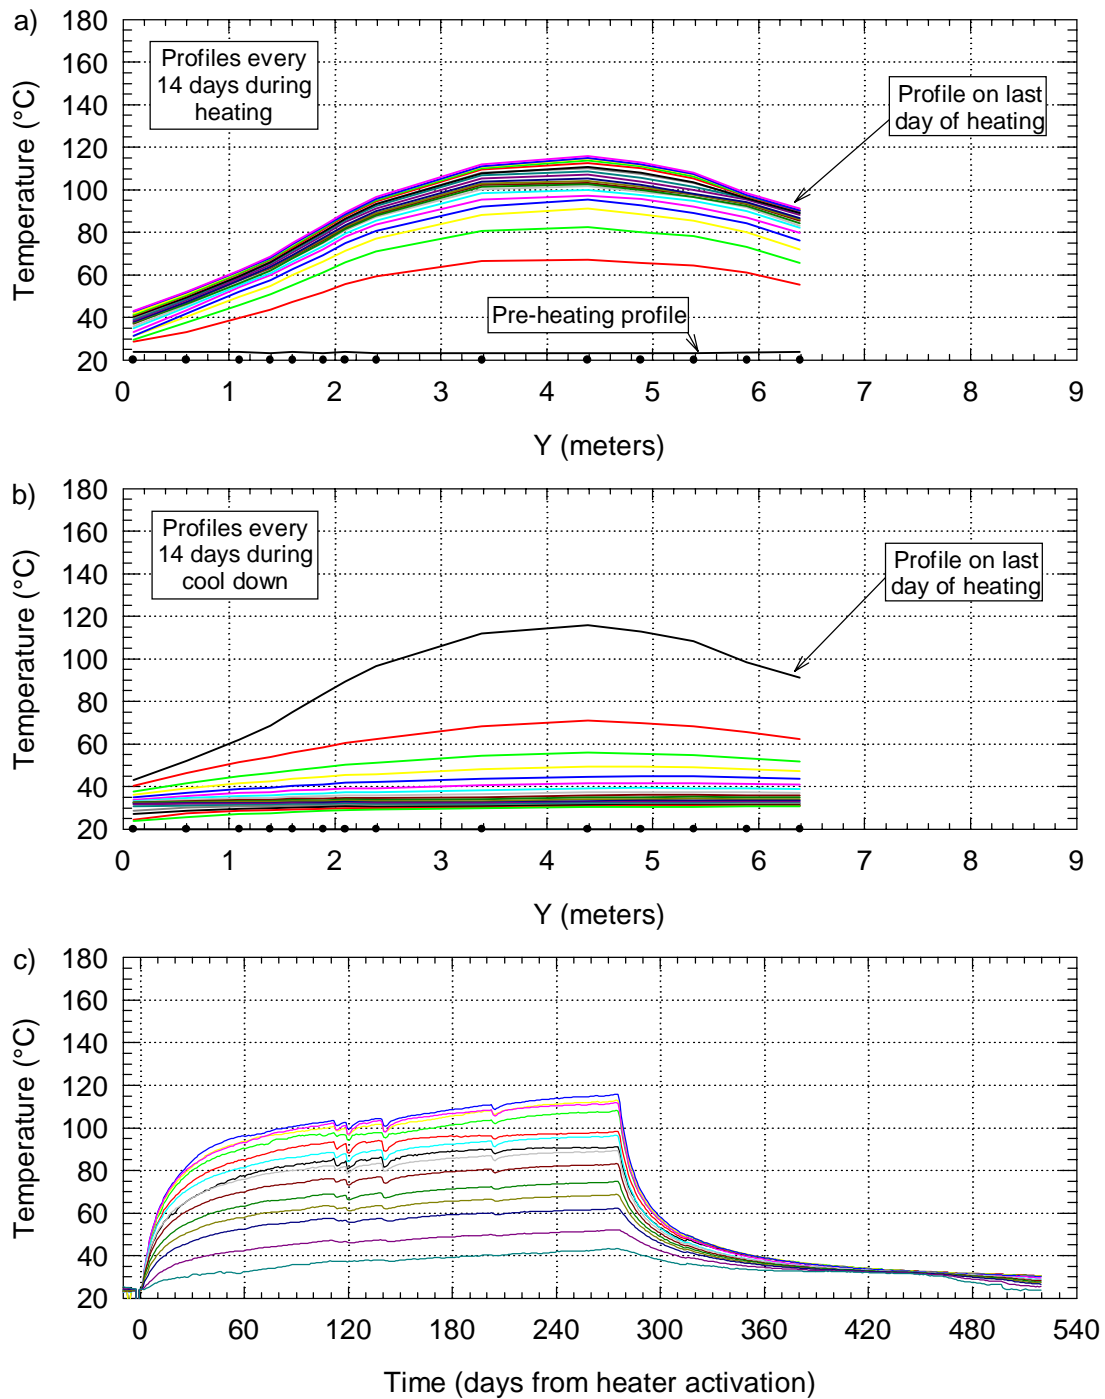 a)
180
160
140
120
100
80
60
40
20
Temperature (°C)
Profiles every
14 days during
heating
Profile on last
day of heating
Pre-heating profile
0 1 2 3 4 5 6 7 8 9
Y (meters)
b)
180
160
140
120
100
80
60
40
20
Temperature (°C)
Profiles every
14 days during
cool down
Profile on last
day of heating
0 1 2 3 4 5 6 7 8 9
Y (meters)
c)
180
160
140
120
100
80
60
40
20
Temperature (°C)
0 60 120 180 240 300 360 420 480 540
Time (days from heater activation)